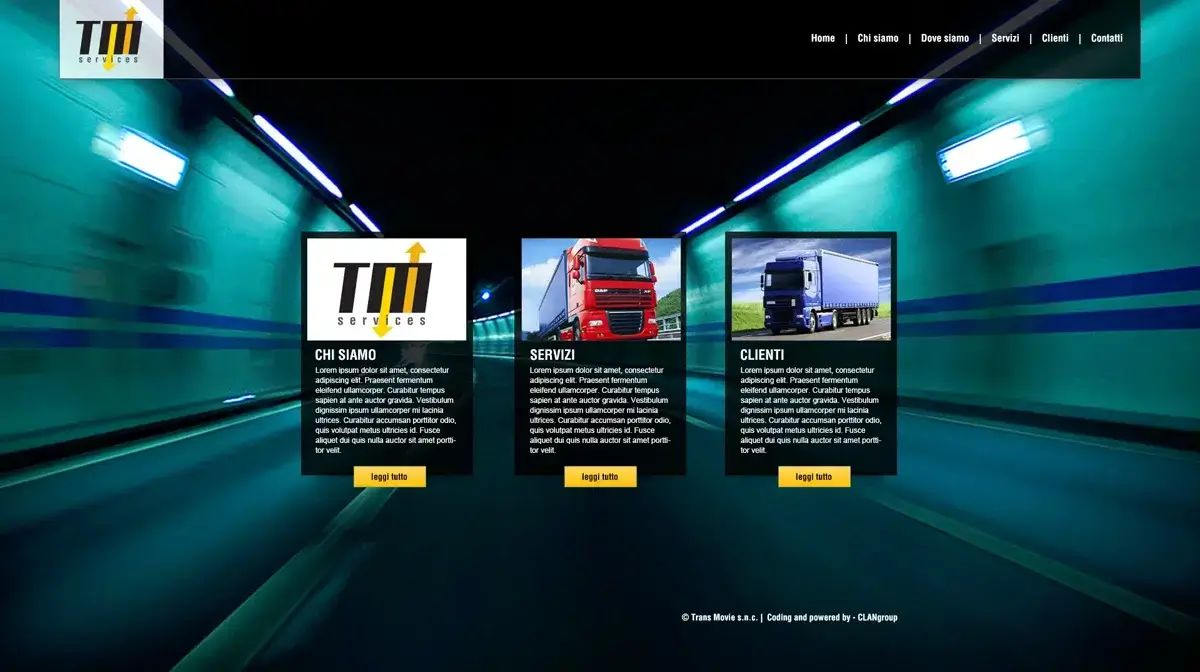 TM
services
Home | Chi siamo | Dove siamo | Servizi | Clienti | Contatti
TM
services
DAF
XF
CHI SIAMO
Lorem ipsum dolor sit amet, consectetur
adipiscing elit. Praesent fermentum
eleifend ullamcorper. Curabitur tempus
sapien at ante auctor gravida. Vestibulum
dignissim ipsum ullamcorper mi lacinia
ultrices. Curabitur accumsan porttitor odio,
quis volutpat metus ultricies id. Fusce
aliquet dui quis nulla auctor sit amet portti-
tor velit.
leggi tutto
SERVIZI
Lorem ipsum dolor sit amet, consectetur
adipiscing elit. Praesent fermentum
eleifend ullamcorper. Curabitur tempus
sapien at ante auctor gravida. Vestibulum
dignissim ipsum ullamcorper mi lacinia
ultrices. Curabitur accumsan porttitor odio,
quis volutpat metus ultricies id. Fusce
aliquet dui quis nulla auctor sit amet portti-
tor velit.
leggi tutto
CLIENTI
Lorem ipsum dolor sit amet, consectetur
adipiscing elit. Praesent fermentum
eleifend ullamcorper. Curabitur tempus
sapien at ante auctor gravida. Vestibulum
dignissim ipsum ullamcorper mi lacinia
ultrices. Curabitur accumsan porttitor odio,
quis volutpat metus ultricies id. Fusce
aliquet dui quis nulla auctor sit amet portti-
tor velit.
leggi tutto
© Trans Movie s.n.c. | Coding and powered by - CLANgroup